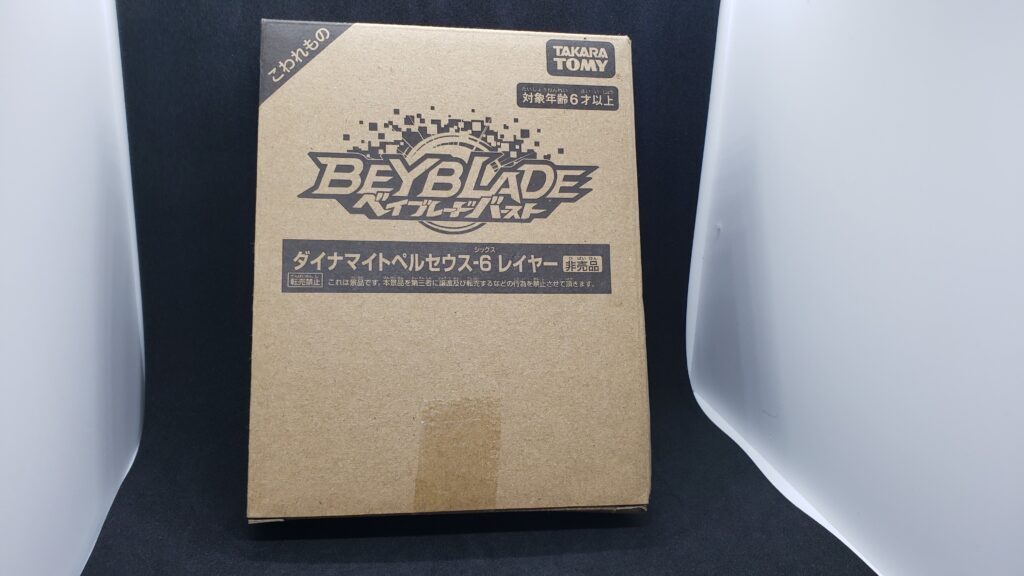 こわれもの
TAKARA
TOMY
対象年齢6才以上
BEYBLADE
ベイブレードバースト
シックス
ダイナマイトペルセウス-6 レイヤー 非売品
転売禁止 これは景品です。本景品を第三者に譲渡及び転売するなどの行為を禁止させて頂きます。